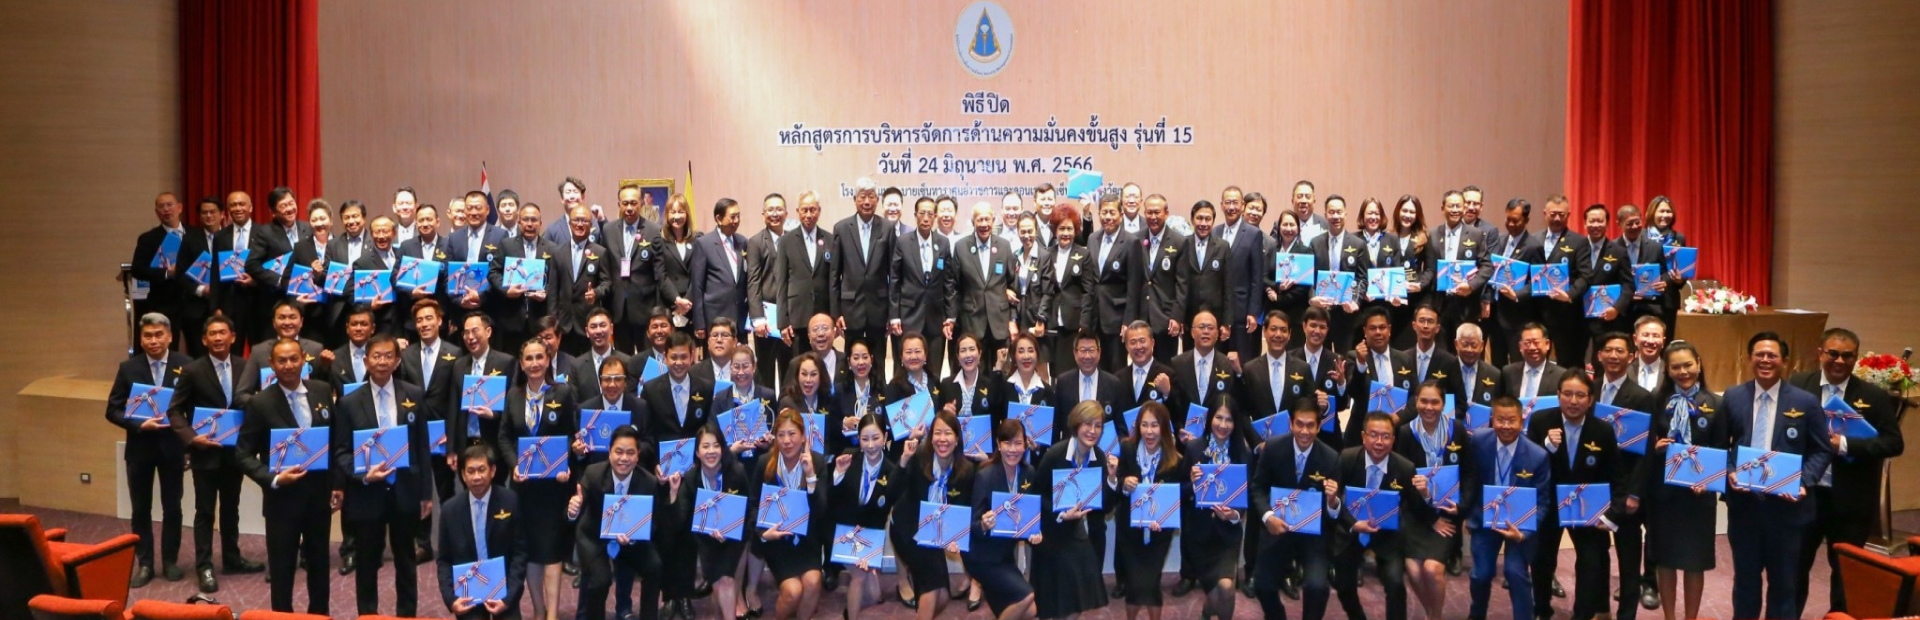 พิธีปิด
หลักสูตรการบริหารจัดการด้านความมั่นคงขั้นสูง รุ่นที่ 15
วันที่ 24 มิถุนายน พ.ศ. 2566